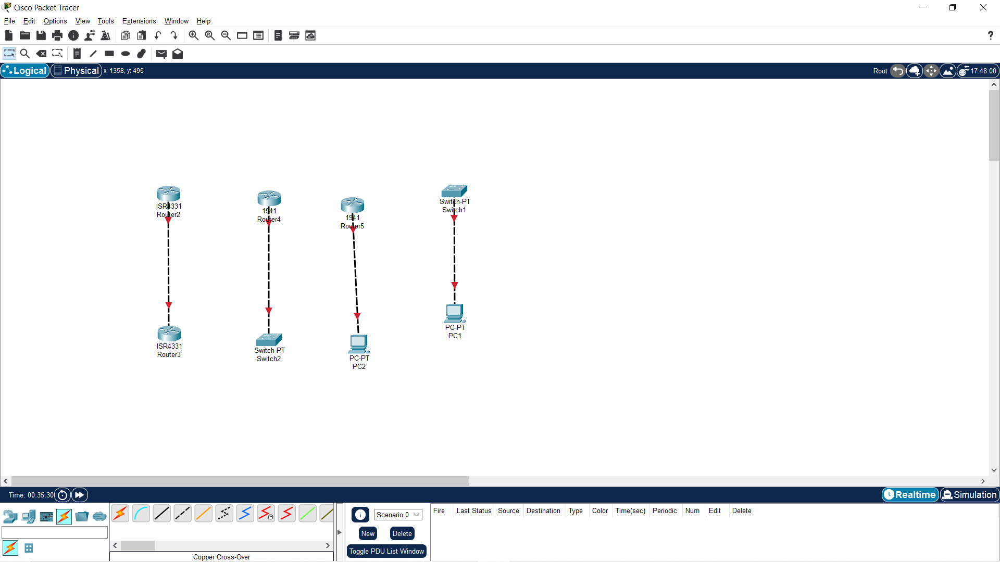 Cisco Packet Tracer
File Edit Options View Tools Extensions Window Help
?
Logical Physical x: 1358, y: 496 Root 17:48:00
ISR4331
Router2
1941
Router4
1941
Router5
Switch-PT
Switch1
ISR4331
Router3
Switch-PT
Switch2
PC-PT
PC2
PC-PT
PC1
Time: 00:35:30 Realtime Simulation
Scenario 0
New Delete
Toggle PDU List Window
Fire Last Status Source Destination Type Color Time(sec) Periodic Num Edit Delete
Copper Cross-Over